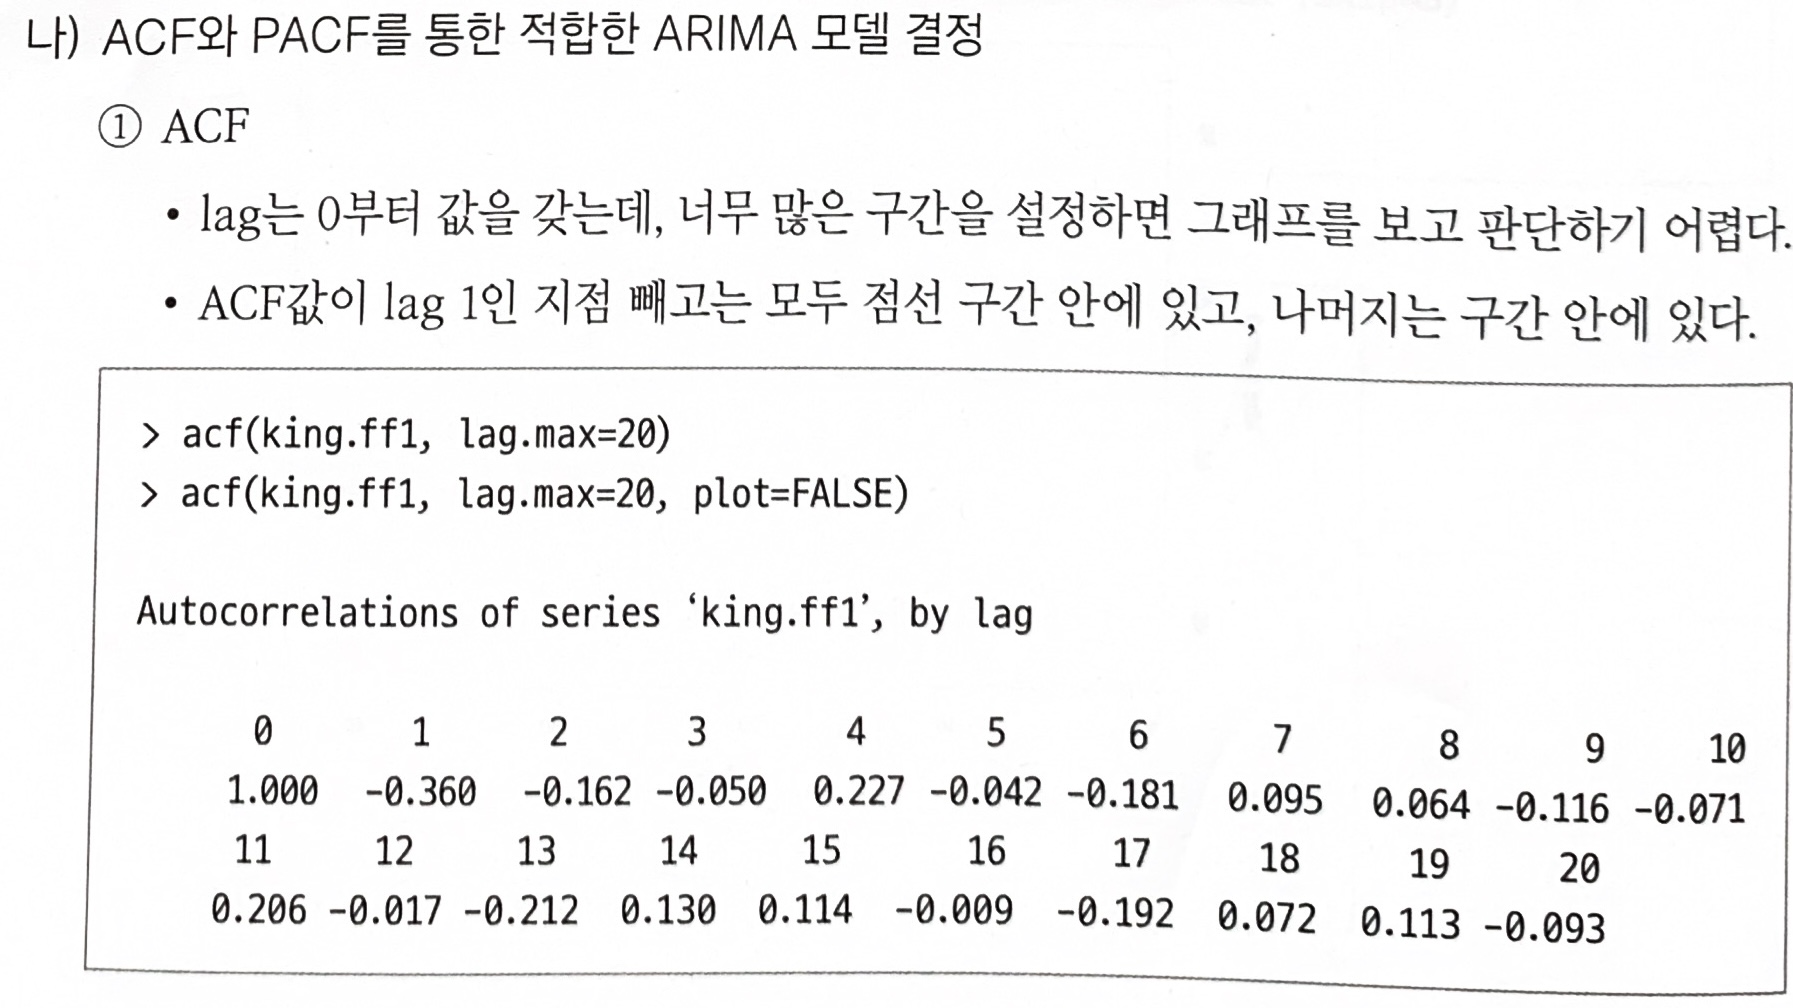 나) ACF와 PACF를 통한 적합한 ARIMA 모델 결정
① ACF
• lag는 0부터 값을 갖는데, 너무 많은 구간을 설정하면 그래프를 보고 판단하기 어렵다.
• ACF값이 lag 1인 지점 빼고는 모두 점선 구간 안에 있고, 나머지는 구간 안에 있다.
> acf(king.ff1, lag.max=20)
> acf(king.ff1, lag.max=20, plot=FALSE)
Autocorrelations of series ‘king.ff1’, by lag
0 1 2 3 4 5 6 7 8 9 10
1.000 -0.360 -0.162 -0.050 0.227 -0.042 -0.181 0.095 0.064 -0.116 -0.071
11 12 13 14 15 16 17 18 19 20
0.206 -0.017 -0.212 0.130 0.114 -0.009 -0.192 0.072 0.113 -0.093